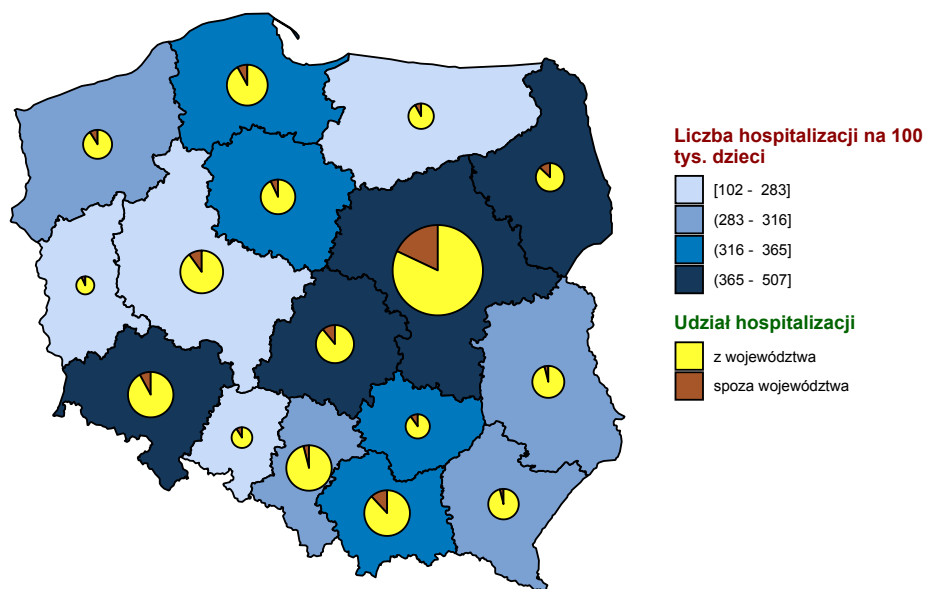 Liczba hospitalizacji na 100
tys. dzieci
[102 - 283]
(283 - 316]
(316 - 365]
(365 - 507]
Udział hospitalizacji
z województwa
spoza województwa